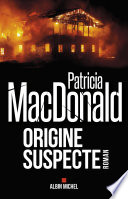 Patricia
MacDonald
ORIGINE
SUSPECTE
ROMAN
ALBIN MICHEL